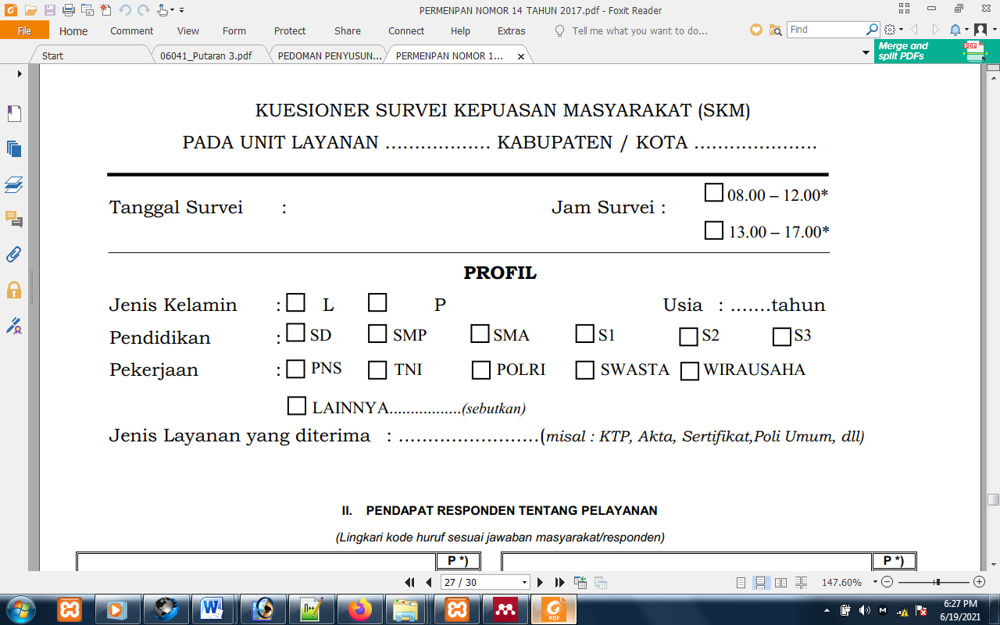 PERMENPAN NOMOR 14 TAHUN 2017.pdf - Foxit Reader
File Home Comment View Form Protect Share Connect Help Extras Tell me what you want to do... Find
Start 06041_Putaran 3.pdf PEDOMAN PENYUSUN... PERMENPAN NOMOR 1... Merge and
split PDFs
PDF
KUESIONER SURVEI KEPUASAN MASYARAKAT (SKM)
PADA UNIT LAYANAN .................. KABUPATEN / KOTA .....................
Tanggal Survei : Jam Survei : 08.00 – 12.00*
13.00 – 17.00*
PROFIL
Jenis Kelamin : L P Usia : .......tahun
Pendidikan : SD SMP SMA S1 S2 S3
Pekerjaan : PNS TNI POLRI SWASTA WIRAUSAHA
LAINNYA.................(sebutkan)
Jenis Layanan yang diterima : ........................(misal : KTP, Akta, Sertifikat,Poli Umum, dll)
II. PENDAPAT RESPONDEN TENTANG PELAYANAN
(Lingkari kode huruf sesuai jawaban masyarakat/responden)
P *) P *)
27 / 30 147.60%
6:27 PM
6/19/2021